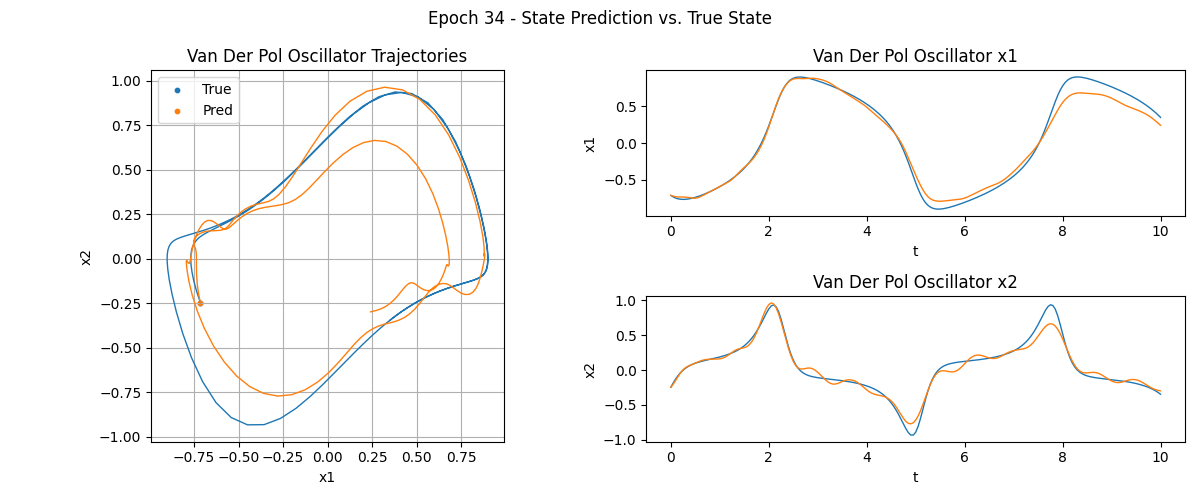 Epoch 34 - State Prediction vs. True State
Van Der Pol Oscillator Trajectories
True
Pred
1.00
0.75
0.50
0.25
0.00
−0.25
−0.50
−0.75
−1.00
x2
−0.75 −0.50 −0.25 0.00 0.25 0.50 0.75
x1
Van Der Pol Oscillator x1
0.5
0.0
−0.5
x1
0 2 4 6 8 10
t
Van Der Pol Oscillator x2
1.0
0.5
0.0
−0.5
−1.0
x2
0 2 4 6 8 10
t